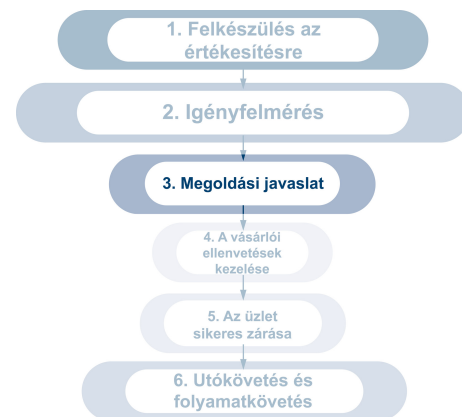 1. Felkészülés az
értékesítésre
2. Igényfelmérés
3. Megoldási javaslat
4. A vásárlói
ellenvetések
kezelése
5. Az üzlet
sikeres zárása
6. Utókövetés és
folyamatkövetés